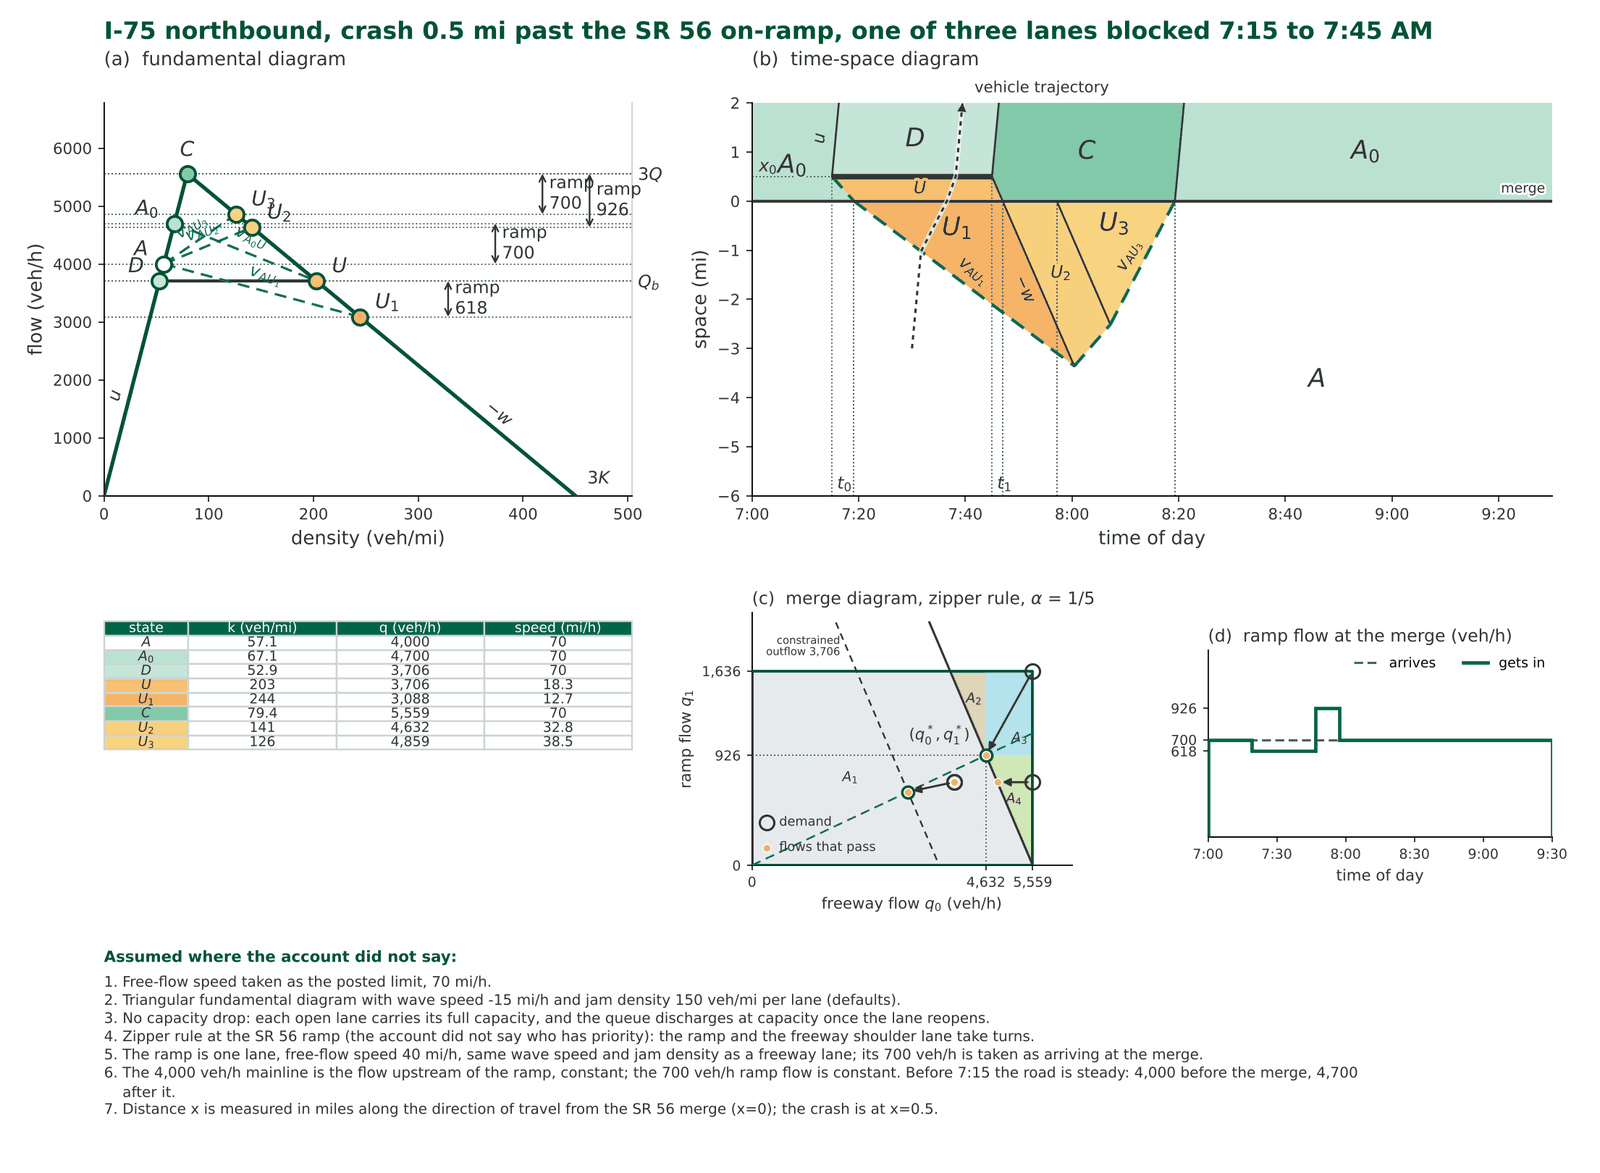 I-75 northbound, crash 0.5 mi past the SR 56 on-ramp, one of three lanes blocked 7:15 to 7:45 AM
(a) fundamental diagram
flow (veh/h)
6000
5000
4000
3000
2000
1000
0
0 100 200 300 400 500
density (veh/mi)
C
A₀
A
D
U₃
U₂
U
U₁
v_AU₃
v_AU₂
v_A₀U
v_AU₁
u
−w
3K
3Q
Q_b
ramp 700
ramp 926
ramp 700
ramp 618
(b) time-space diagram
vehicle trajectory
space (mi)
2
1
0
−1
−2
−3
−4
−5
−6
7:00 7:20 7:40 8:00 8:20 8:40 9:00 9:20
time of day
x₀
A₀
u
D
C
A₀
merge
U
U₁
U₂
U₃
v_AU₁
−w
v_AU₃
A
t₀
t₁
state k (veh/mi) q (veh/h) speed (mi/h)
A 57.1 4,000 70
A₀ 67.1 4,700 70
D 52.9 3,706 70
U 203 3,706 18.3
U₁ 244 3,088 12.7
C 79.4 5,559 70
U₂ 141 4,632 32.8
U₃ 126 4,859 38.5
(c) merge diagram, zipper rule, α = 1/5
constrained
outflow 3,706
ramp flow q₁
1,636
926
0
A₂
(q₀*, q₁*)
A₃
A₁
A₄
demand
flows that pass
0 4,632 5,559
freeway flow q₀ (veh/h)
(d) ramp flow at the merge (veh/h)
arrives gets in
926
700
618
7:00 7:30 8:00 8:30 9:00 9:30
time of day
Assumed where the account did not say:
1. Free-flow speed taken as the posted limit, 70 mi/h.
2. Triangular fundamental diagram with wave speed -15 mi/h and jam density 150 veh/mi per lane (defaults).
3. No capacity drop: each open lane carries its full capacity, and the queue discharges at capacity once the lane reopens.
4. Zipper rule at the SR 56 ramp (the account did not say who has priority): the ramp and the freeway shoulder lane take turns.
5. The ramp is one lane, free-flow speed 40 mi/h, same wave speed and jam density as a freeway lane; its 700 veh/h is taken as arriving at the merge.
6. The 4,000 veh/h mainline is the flow upstream of the ramp, constant; the 700 veh/h ramp flow is constant. Before 7:15 the road is steady: 4,000 before the merge, 4,700
after it.
7. Distance x is measured in miles along the direction of travel from the SR 56 merge (x=0); the crash is at x=0.5.